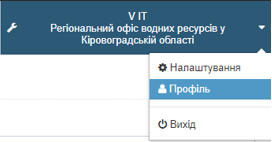 V IT
Регіональний офіс водних ресурсів у
Кіровоградській області
Налаштування
Профіль
Вихід